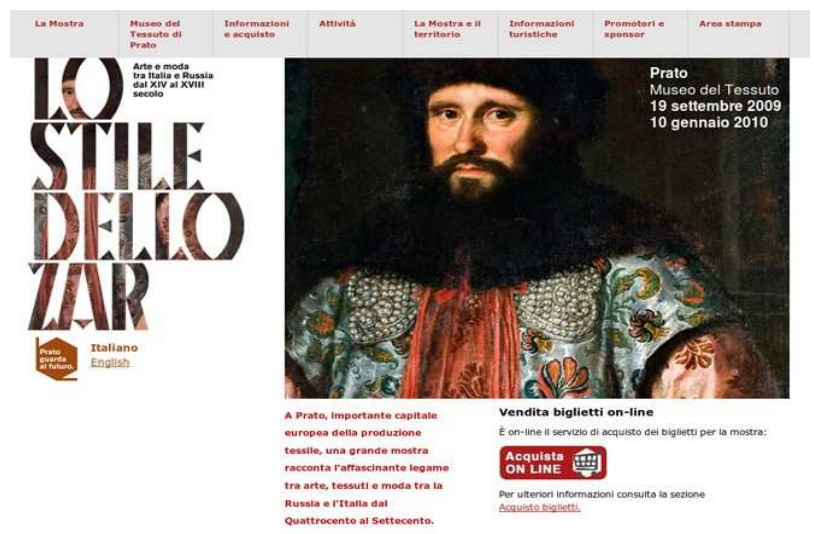 La Mostra
Museo del
Tessuto di
Prato
Informazioni
e acquisto
Attività
La Mostra e il
territorio
Informazioni
turistiche
Promotori e
sponsor
Area stampa
LO
STILE
DELLO
ZAR
Arte e moda
tra Italia e Russia
dal XIV al XVIII
secolo
Prato
Museo del Tessuto
19 settembre 2009
10 gennaio 2010
Prato
guarda
al futuro.
Italiano
English
A Prato, importante capitale
europea della produzione
tessile, una grande mostra
racconta l'affascinante legame
tra arte, tessuti e moda tra la
Russia e l'Italia dal
Quattrocento al Settecento.
Vendita biglietti on-line
È on-line il servizio di acquisto dei biglietti per la mostra:
Acquista
ON LINE
Per ulteriori informazioni consulta la sezione
Acquisto biglietti.